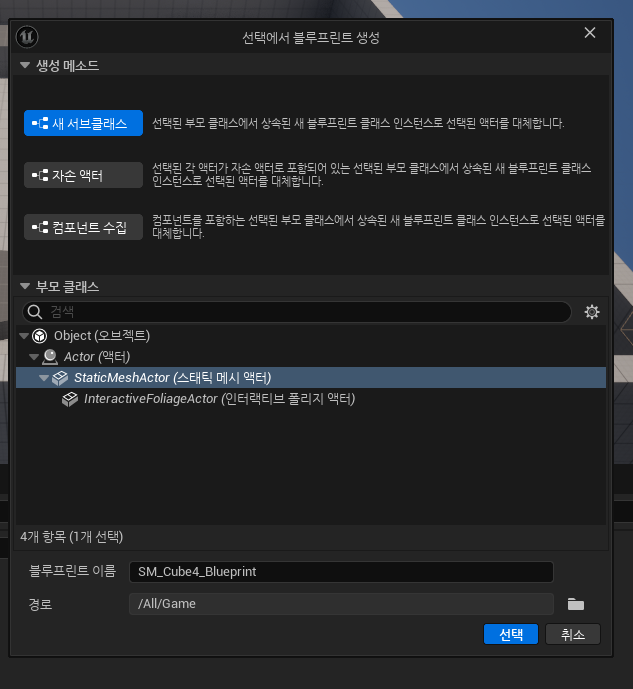 선택에서 블루프린트 생성
생성 메소드
새 서브클래스
선택된 부모 클래스에서 상속된 새 블루프린트 클래스 인스턴스로 선택된 액터를 대체합니다.
자손 액터
선택된 각 액터가 자손 액터로 포함되어 있는 선택된 부모 클래스에서 상속된 새 블루프린트 클래스
인스턴스로 선택된 액터를 대체합니다.
컴포넌트 수집
컴포넌트를 포함하는 선택된 부모 클래스에서 상속된 새 블루프린트 클래스 인스턴스로 선택된 액터를
대체합니다.
부모 클래스
검색
Object (오브젝트)
Actor (액터)
StaticMeshActor (스태틱 메시 액터)
InteractiveFoliageActor (인터랙티브 폴리지 액터)
4개 항목 (1개 선택)
블루프린트 이름
SM_Cube4_Blueprint
경로
/All/Game
선택
취소